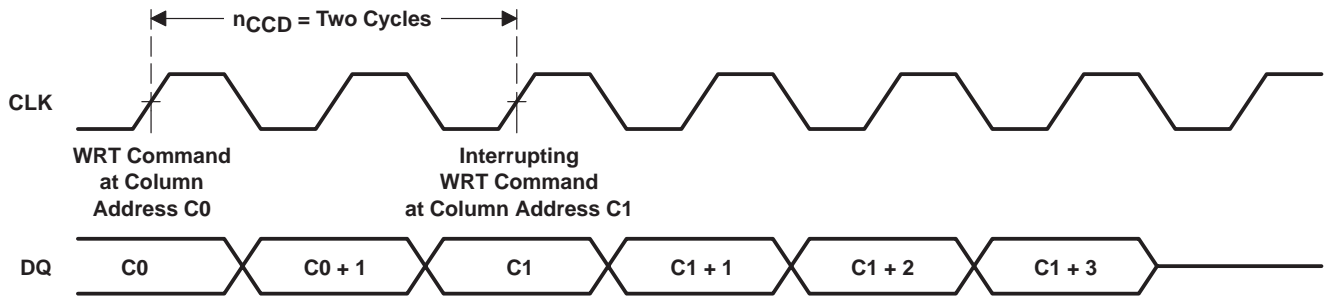 nCCD = Two Cycles
CLK
WRT Command
at Column
Address C0
Interrupting
WRT Command
at Column Address C1
DQ
C0
C0 + 1
C1
C1 + 1
C1 + 2
C1 + 3